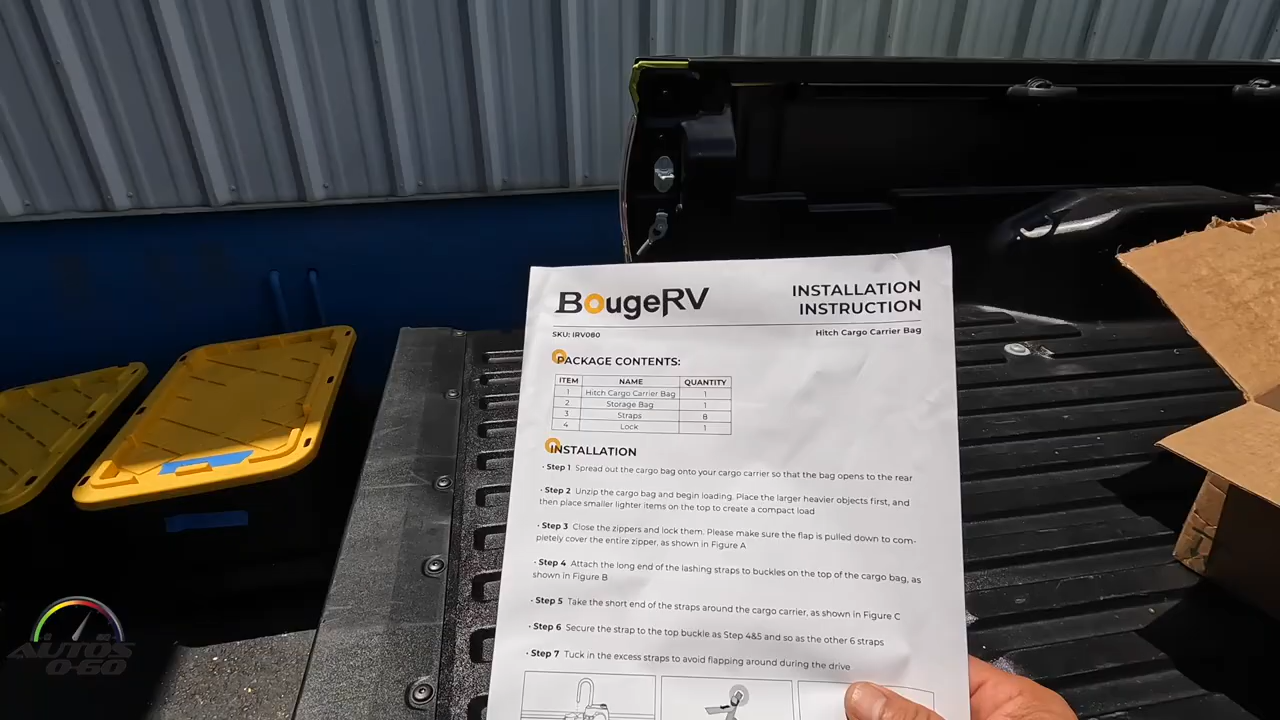 BougeRV
INSTALLATION
INSTRUCTION
SKU: IRV060
Hitch Cargo Carrier Bag
PACKAGE CONTENTS:
ITEM NAME QUANTITY
1 Hitch Cargo Carrier Bag 1
2 Storage Bag 1
3 Straps 8
4 Lock 1
INSTALLATION
· Step 1 Spread out the cargo bag onto your cargo carrier so that the bag opens to the rear
· Step 2 Unzip the cargo bag and begin loading. Place the larger heavier objects first, and
then place smaller lighter items on the top to create a compact load
· Step 3 Close the zippers and lock them. Please make sure the flap is pulled down to com-
pletely cover the entire zipper, as shown in Figure A
· Step 4 Attach the long end of the lashing straps to buckles on the top of the cargo bag, as
shown in Figure B
· Step 5 Take the short end of the straps around the cargo carrier, as shown in Figure C
· Step 6 Secure the strap to the top buckle as Step 4&5 and so as the other 6 straps
· Step 7 Tuck in the excess straps to avoid flapping around during the drive
AUTOS
0-60